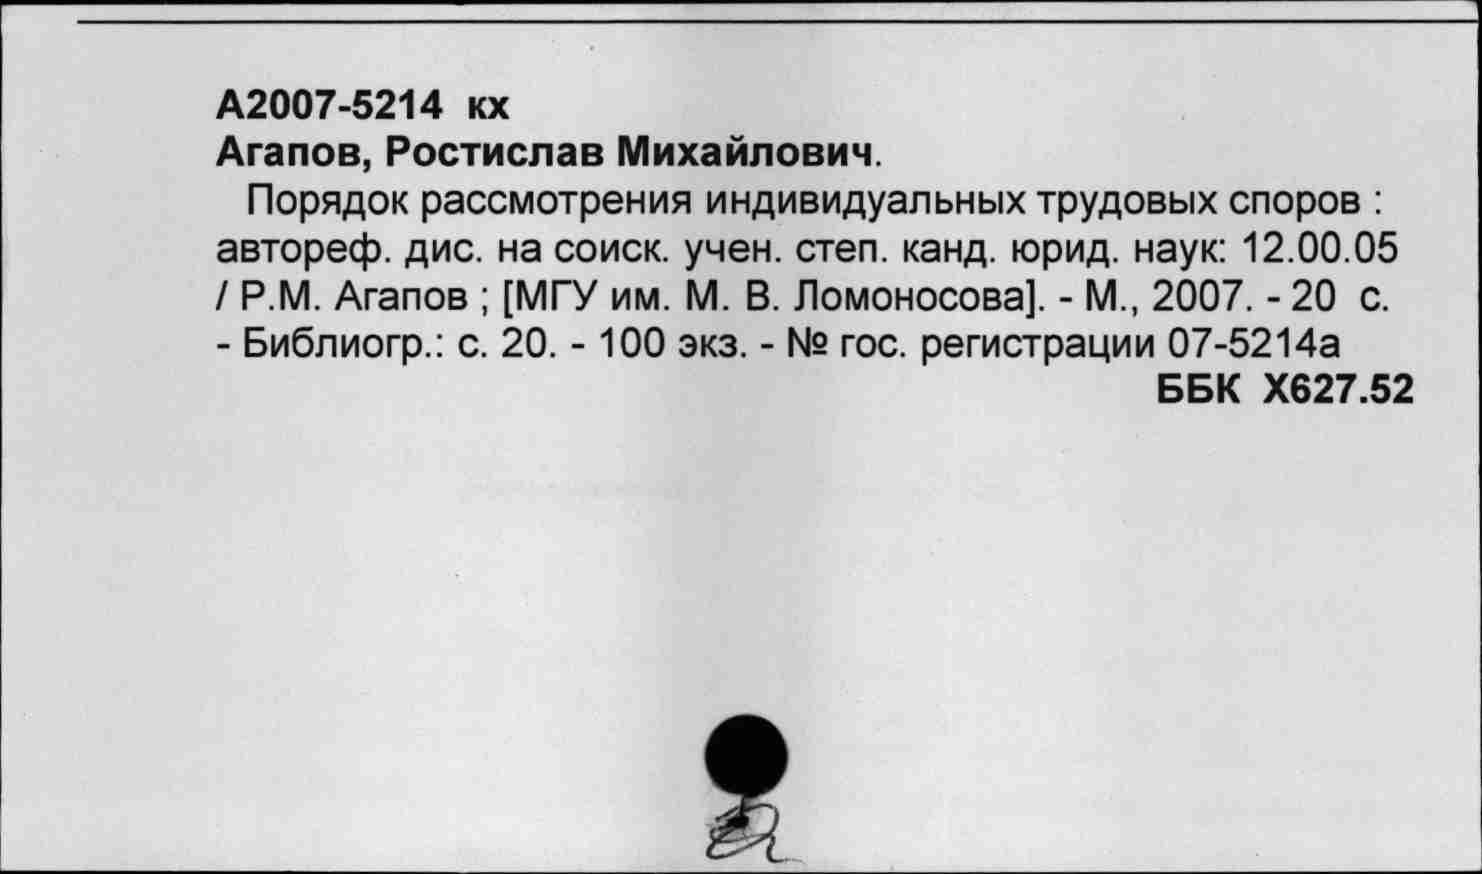 А2007-5214 кх
Агапов, Ростислав Михайлович.
Порядок рассмотрения индивидуальных трудовых споров :
автореф. дис. на соиск. учен. степ. канд. юрид. наук: 12.00.05
/ Р.М. Агапов ; [МГУ им. М. В. Ломоносова]. - М., 2007. - 20 с.
- Библиогр.: с. 20. - 100 экз. - № гос. регистрации 07-5214а
ББК Х627.52